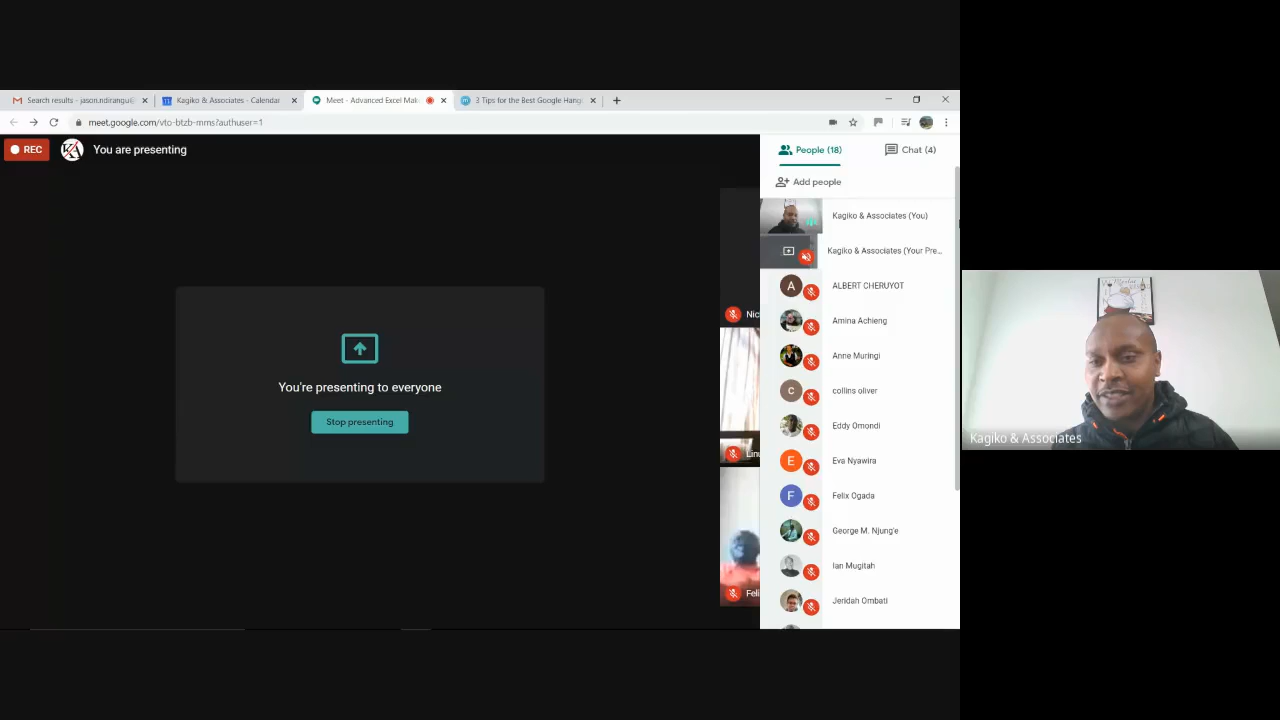 Search results - jason.ndirangu@
Kagiko & Associates - Calendar
Meet - Advanced Excel Mak
3 Tips for the Best Google Hang
meet.google.com/vto-btzb-mms?authuser=1
REC
You are presenting
People (18)
Chat (4)
Add people
Kagiko & Associates (You)
Kagiko & Associates (Your Pre...
ALBERT CHERUYOT
Amina Achieng
Anne Muringi
collins oliver
Eddy Omondi
Eva Nyawira
Felix Ogada
George M. Njung'e
Ian Mugitah
Jeridah Ombati
You're presenting to everyone
Stop presenting
Nic
Feli
Kagiko & Associates